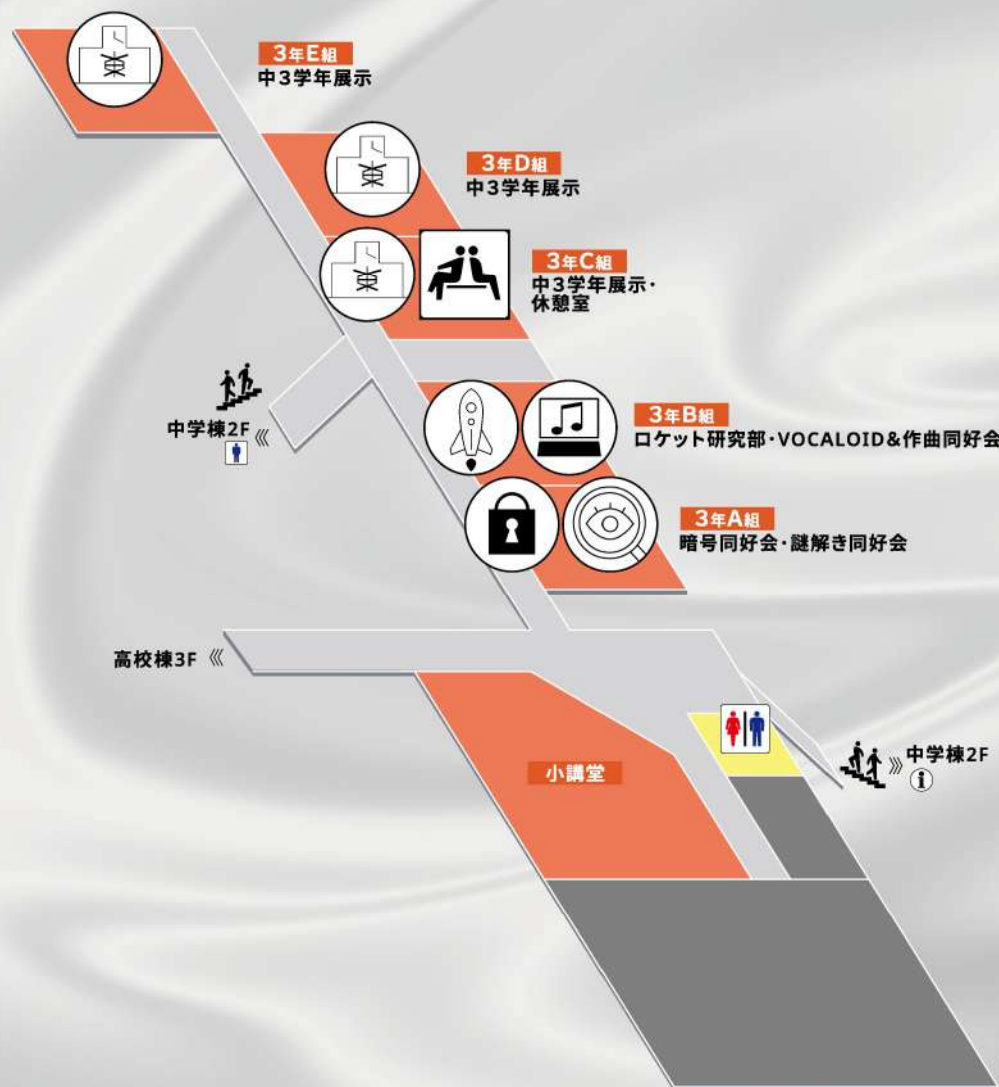 3年E組
中3学年展示
3年D組
中3学年展示
3年C組
中3学年展示・
休憩室
中学棟2F
3年B組
ロケット研究部・VOCALOID&作曲同好会
3年A組
暗号同好会・謎解き同好会
高校棟3F
小講堂
中学棟2F
i